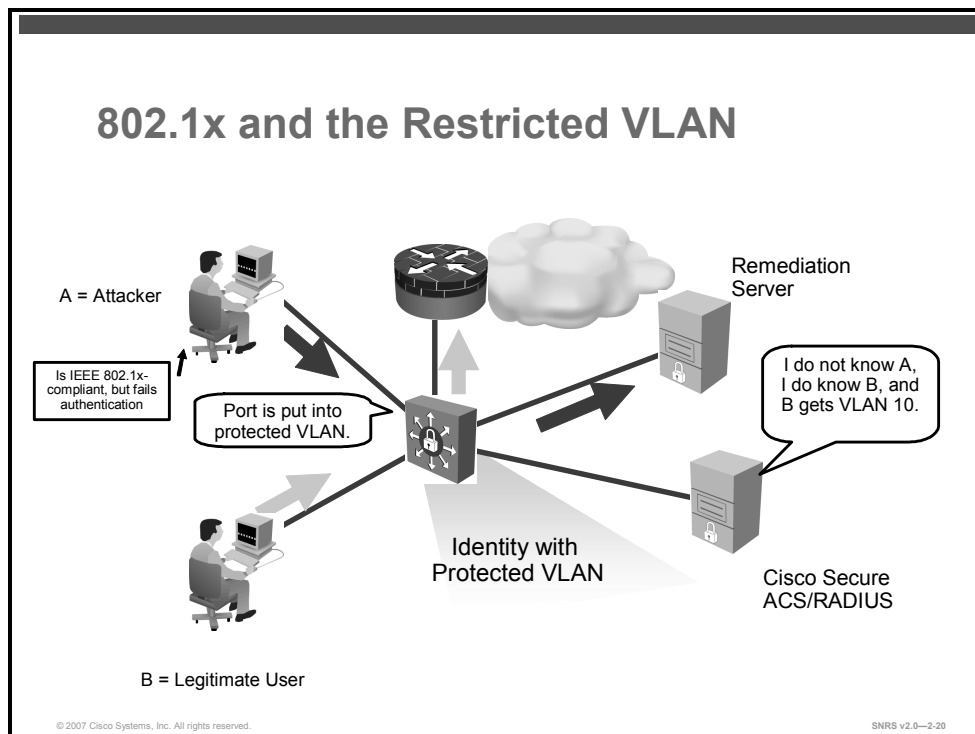 802.1x and the Restricted VLAN
A = Attacker
Is IEEE 802.1x-
compliant, but fails
authentication
Port is put into
protected VLAN.
Remediation
Server
I do not know A,
I do know B, and
B gets VLAN 10.
Identity with
Protected VLAN
Cisco Secure
ACS/RADIUS
B = Legitimate User
© 2007 Cisco Systems, Inc. All rights reserved.
SNRS v2.0—2-20